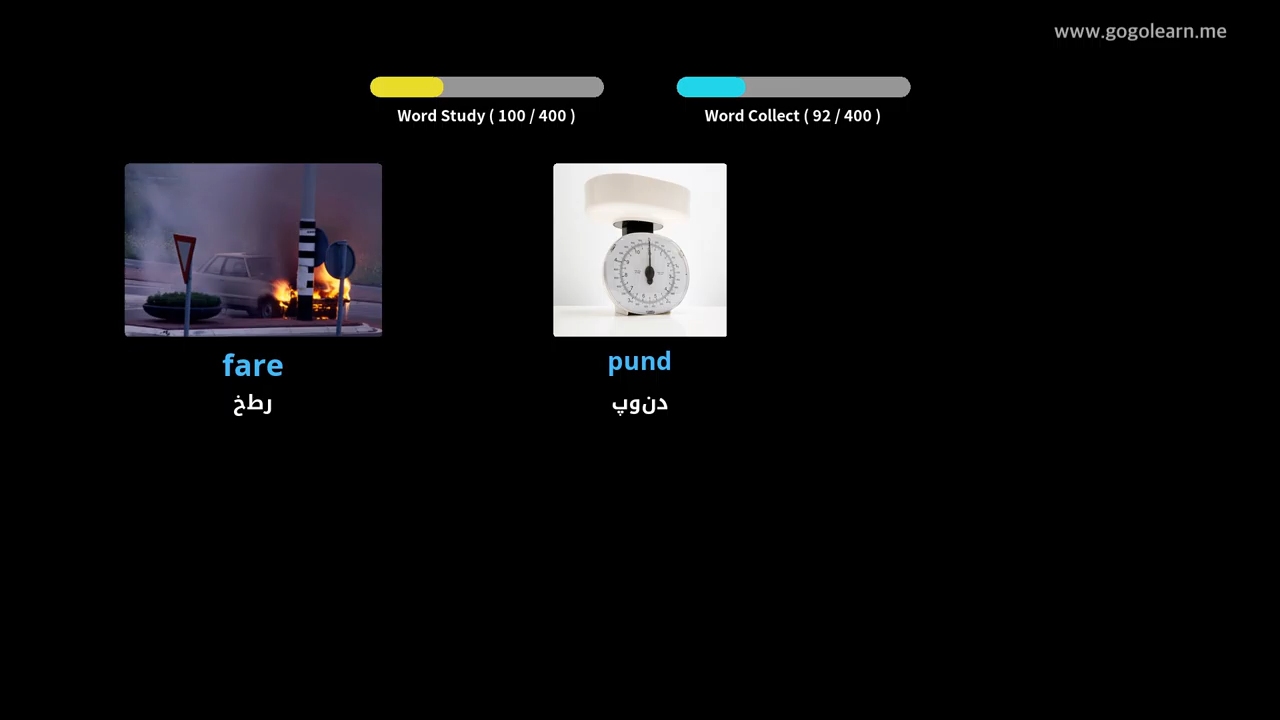 www.gogolearn.me
Word Study ( 100 / 400 )
Word Collect ( 92 / 400 )
fare
رطخ
pund
دنوپ